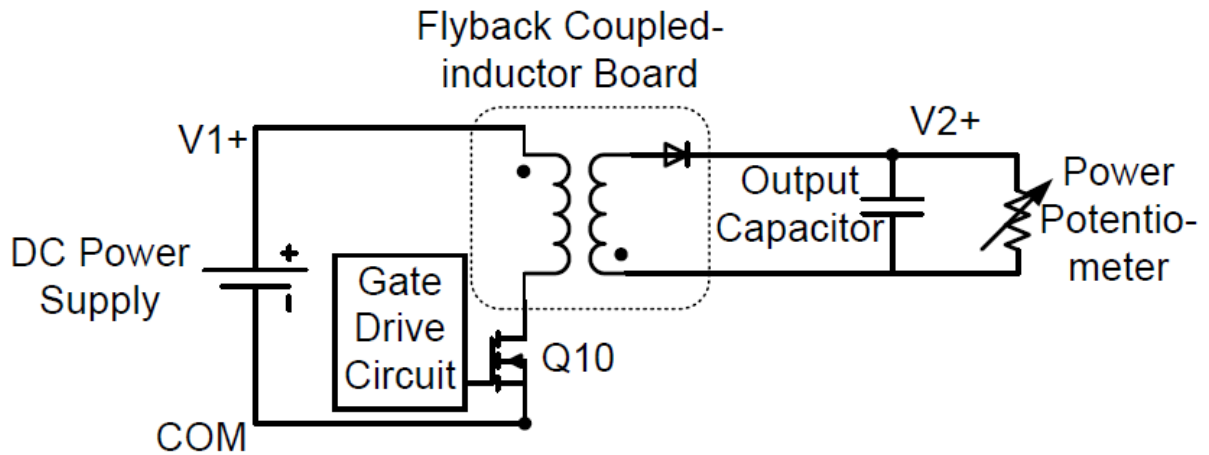 Flyback Coupled-
inductor Board
V1+
V2+
Output
Capacitor
Power
Potentio-
meter
DC Power
Supply
+
-
Gate
Drive
Circuit
Q10
COM